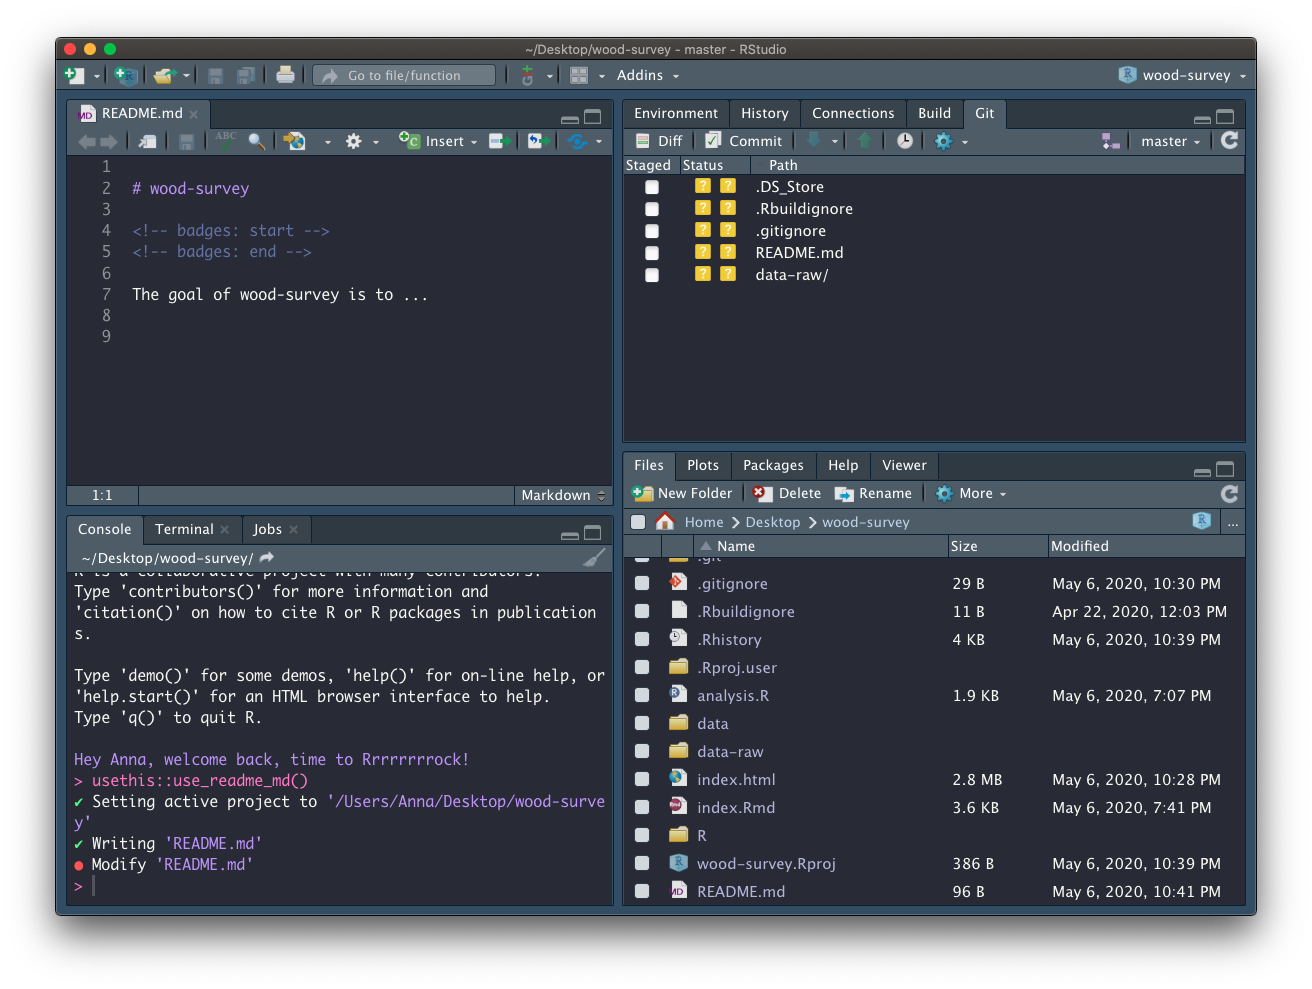 ~/Desktop/wood-survey - master - RStudio
Go to file/function
Addins
wood-survey
README.md
ABC
Insert
1
2 # wood-survey
3
4 <!-- badges: start -->
5 <!-- badges: end -->
6
7 The goal of wood-survey is to ...
8
9
1:1
Markdown
Console Terminal Jobs
~/Desktop/wood-survey/
R is a collaborative project with many contributors.
Type 'contributors()' for more information and
'citation()' on how to cite R or R packages in publication
s.
Type 'demo()' for some demos, 'help()' for on-line help, or
'help.start()' for an HTML browser interface to help.
Type 'q()' to quit R.
Hey Anna, welcome back, time to Rrrrrrrrock!
> usethis::use_readme_md()
✔ Setting active project to '/Users/Anna/Desktop/wood-surve
y'
✔ Writing 'README.md'
● Modify 'README.md'
>
Environment History Connections Build Git
Diff Commit master
Staged Status Path
? ? .DS_Store
? ? .Rbuildignore
? ? .gitignore
? ? README.md
? ? data-raw/
Files Plots Packages Help Viewer
New Folder Delete Rename More
Home Desktop wood-survey ...
Name Size Modified
.git
.gitignore 29 B May 6, 2020, 10:30 PM
.Rbuildignore 11 B Apr 22, 2020, 12:03 PM
.Rhistory 4 KB May 6, 2020, 10:39 PM
.Rproj.user
analysis.R 1.9 KB May 6, 2020, 7:07 PM
data
data-raw
index.html 2.8 MB May 6, 2020, 10:28 PM
index.Rmd 3.6 KB May 6, 2020, 7:41 PM
R
wood-survey.Rproj 386 B May 6, 2020, 10:39 PM
README.md 96 B May 6, 2020, 10:41 PM